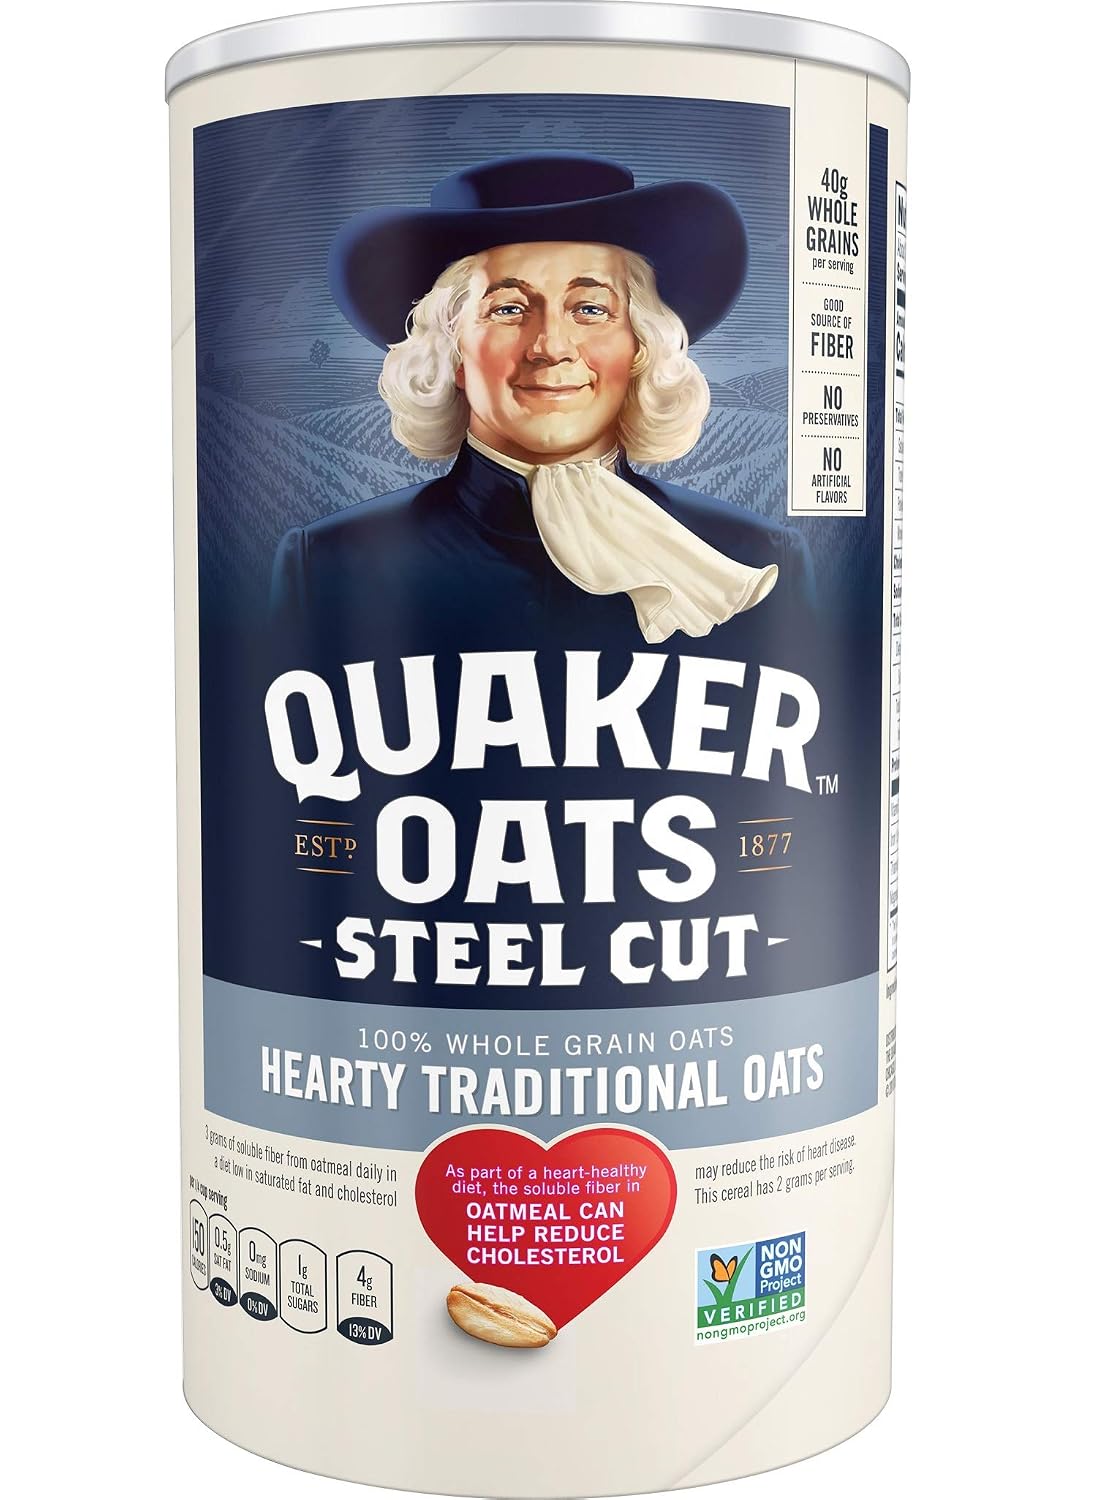 40g
WHOLE
GRAINS
per serving
GOOD
SOURCE OF
FIBER
NO
PRESERVATIVES
NO
ARTIFICIAL
FLAVORS
QUAKER
TM
ESTD.
OATS
1877
-STEEL CUT-
100% WHOLE GRAIN OATS
HEARTY TRADITIONAL OATS
3 grams of soluble fiber from oatmeal daily in
a diet low in saturated fat and cholesterol
may reduce the risk of heart disease.
This cereal has 2 grams per serving.
As part of a heart-healthy
diet, the soluble fiber in
OATMEAL CAN
HELP REDUCE
CHOLESTEROL
cup serving
150
CALORIES
0.5g
SAT FAT
3% DV
0mg
SODIUM
0% DV
1g
TOTAL
SUGARS
4g
FIBER
13% DV
NON
GMO
Project
VERIFIED
nongmoproject.org